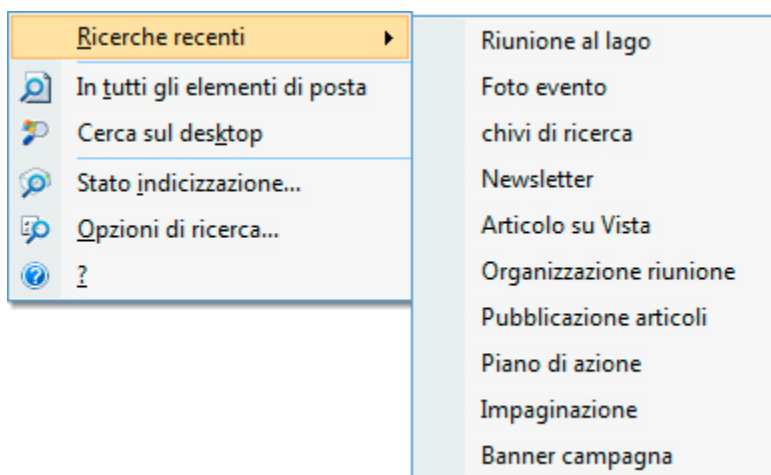 Ricerche recenti
In tutti gli elementi di posta
Cerca sul desktop
Stato indicizzazione...
Opzioni di ricerca...
?
Riunione al lago
Foto evento
chivi di ricerca
Newsletter
Articolo su Vista
Organizzazione riunione
Pubblicazione articoli
Piano di azione
Impaginazione
Banner campagna